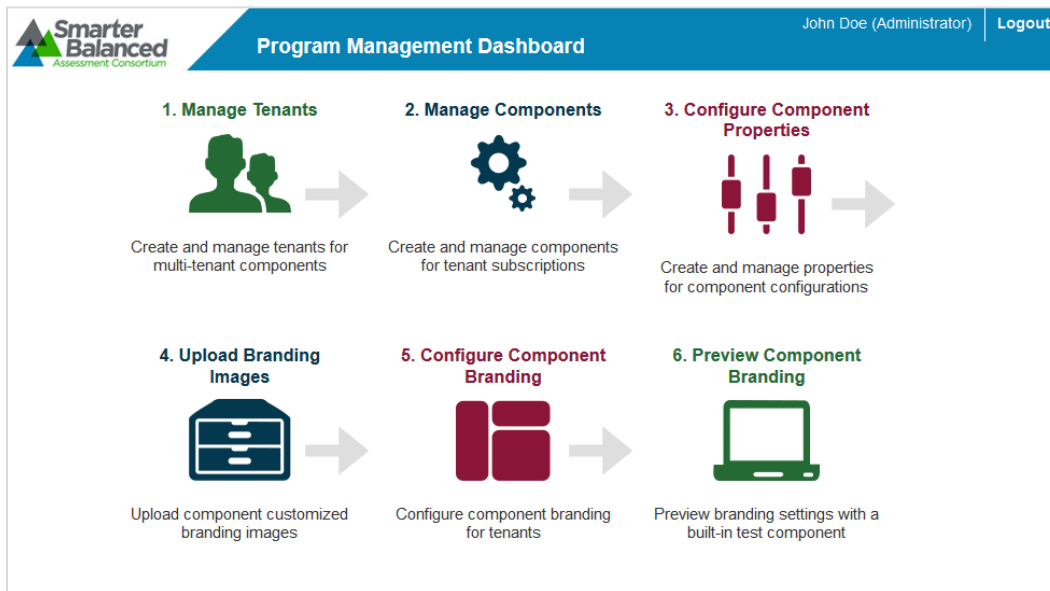 Smarter
Balanced
Assessment Consortium
Program Management Dashboard
John Doe (Administrator)
Logout
1. Manage Tenants
Create and manage tenants for
multi-tenant components
2. Manage Components
Create and manage components
for tenant subscriptions
3. Configure Component
Properties
Create and manage properties
for component configurations
4. Upload Branding
Images
Upload component customized
branding images
5. Configure Component
Branding
Configure component branding
for tenants
6. Preview Component
Branding
Preview branding settings with a
built-in test component